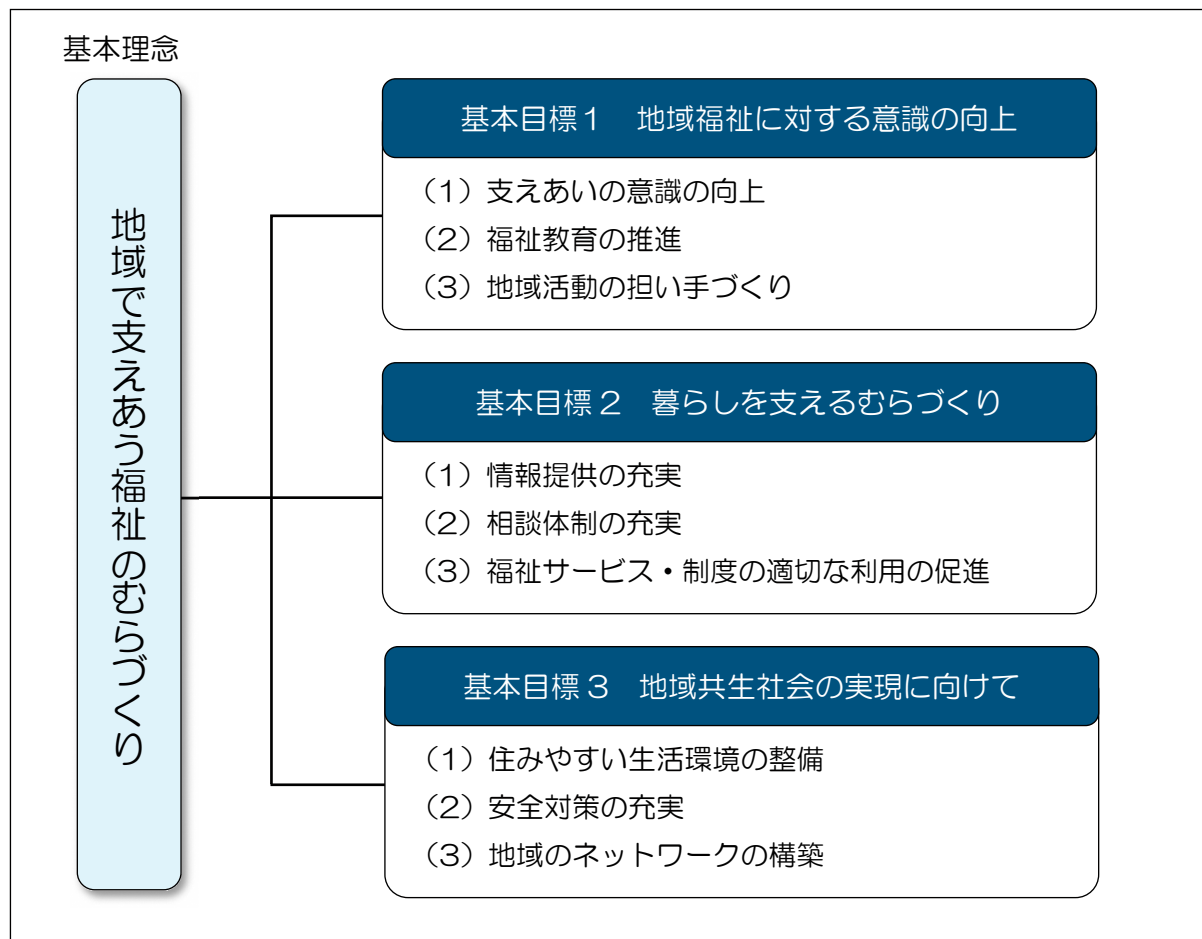 基本理念
地域で支えあう福祉のむらづくり
基本目標1 地域福祉に対する意識の向上
（1）支えあいの意識の向上
（2）福祉教育の推進
（3）地域活動の担い手づくり
基本目標2 暮らしを支えるむらづくり
（1）情報提供の充実
（2）相談体制の充実
（3）福祉サービス・制度の適切な利用の促進
基本目標3 地域共生社会の実現に向けて
（1）住みやすい生活環境の整備
（2）安全対策の充実
（3）地域のネットワークの構築